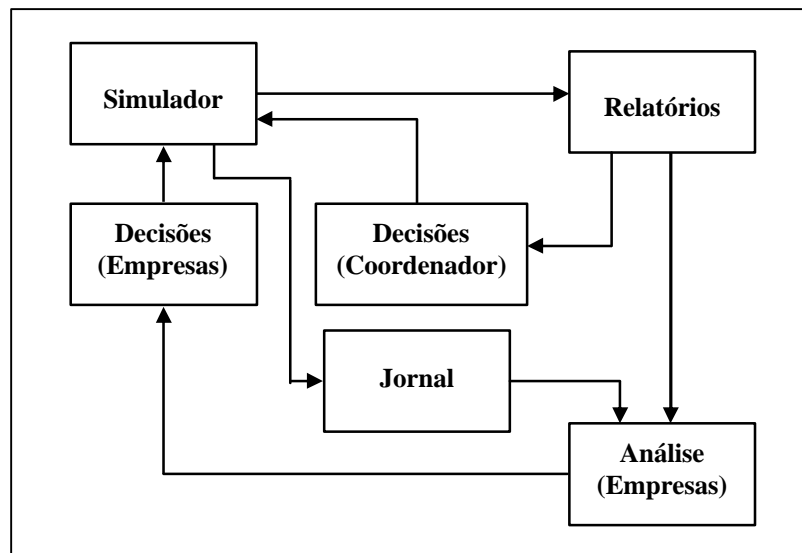 Simulador
Relatórios
Decisões
(Empresas)
Decisões
(Coordenador)
Jornal
Análise
(Empresas)